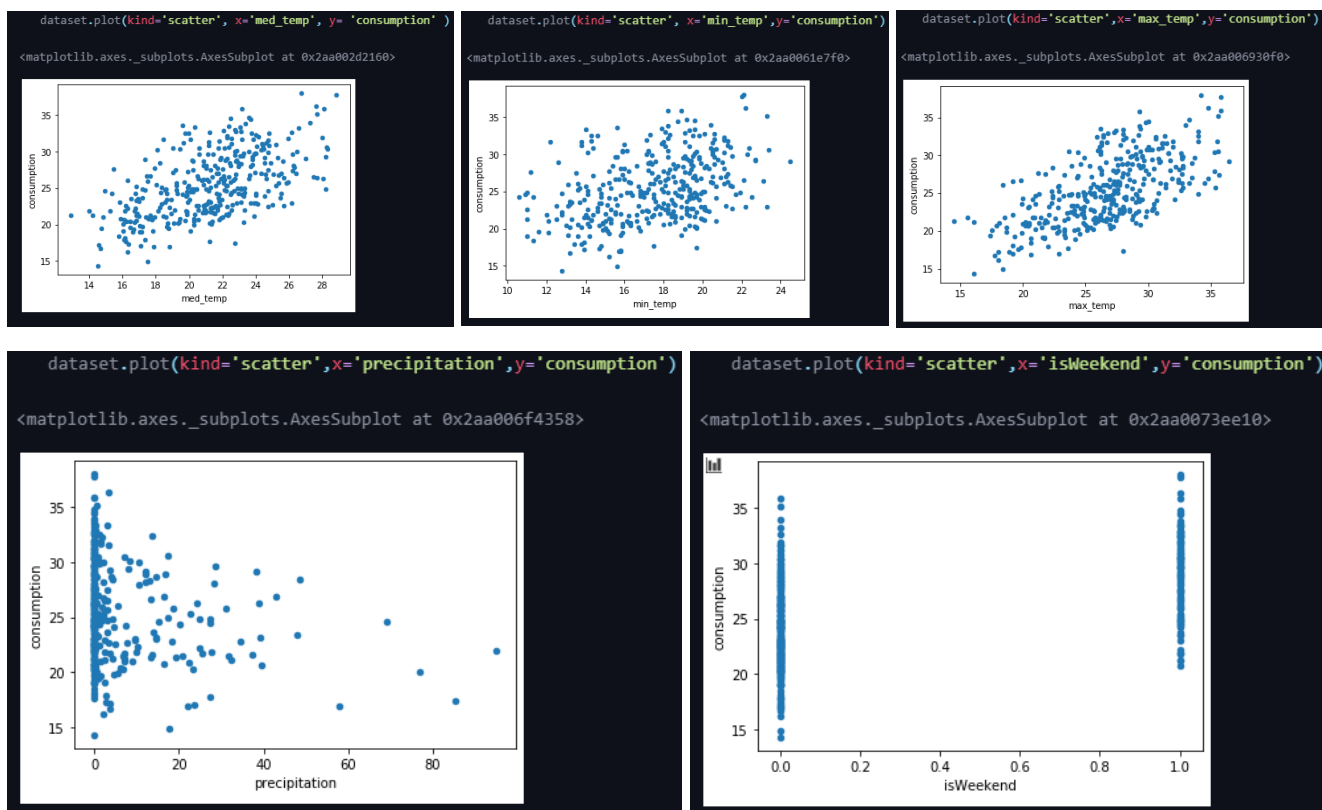 dataset.plot(kind='scatter', x='med_temp', y= 'consumption' )
<matplotlib.axes._subplots.AxesSubplot at 0x2aa002d2160>
35
30
25
20
15
consumption
14 16 18 20 22 24 26 28
med_temp
dataset.plot(kind='scatter', x='min_temp',y='consumption')
<matplotlib.axes._subplots.AxesSubplot at 0x2aa0061e7f0>
35
30
25
20
15
consumption
10 12 14 16 18 20 22 24
min_temp
dataset.plot(kind='scatter',x='max_temp',y='consumption')
<matplotlib.axes._subplots.AxesSubplot at 0x2aa006930f0>
35
30
25
20
15
consumption
15 20 25 30 35
max_temp
dataset.plot(kind='scatter',x='precipitation',y='consumption')
<matplotlib.axes._subplots.AxesSubplot at 0x2aa006f4358>
35
30
25
20
15
consumption
0 20 40 60 80
precipitation
dataset.plot(kind='scatter',x='isWeekend',y='consumption')
<matplotlib.axes._subplots.AxesSubplot at 0x2aa0073ee10>
35
30
25
20
15
consumption
0.0 0.2 0.4 0.6 0.8 1.0
isWeekend